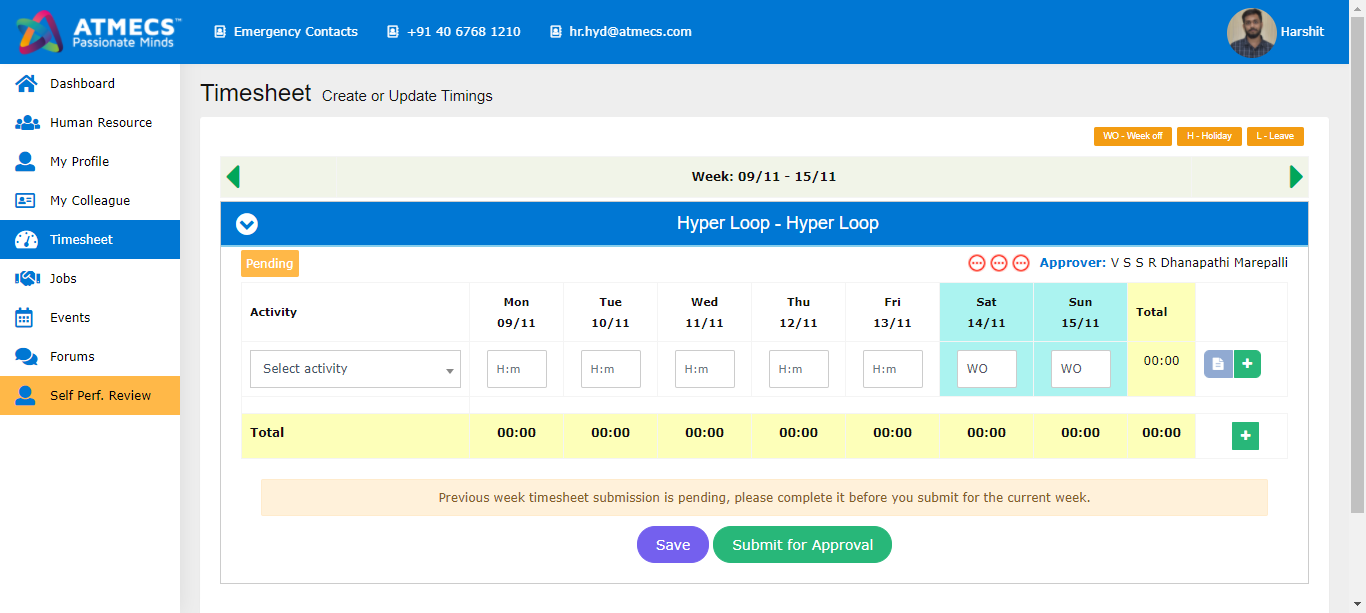 ATMECS™
Passionate Minds
Emergency Contacts
+91 40 6768 1210
hr.hyd@atmecs.com
Harshit
Dashboard
Human Resource
My Profile
My Colleague
Timesheet
Jobs
Events
Forums
Self Perf. Review
Timesheet Create or Update Timings
WO - Week off
H - Holiday
L - Leave
Week: 09/11 - 15/11
Hyper Loop - Hyper Loop
Pending
Approver: V S S R Dhanapathi Marepalli
Activity
Mon
09/11
Tue
10/11
Wed
11/11
Thu
12/11
Fri
13/11
Sat
14/11
Sun
15/11
Total
Select activity
H:m
H:m
H:m
H:m
H:m
WO
WO
00:00
Total 00:00 00:00 00:00 00:00 00:00 00:00 00:00 00:00
Previous week timesheet submission is pending, please complete it before you submit for the current week.
Save
Submit for Approval